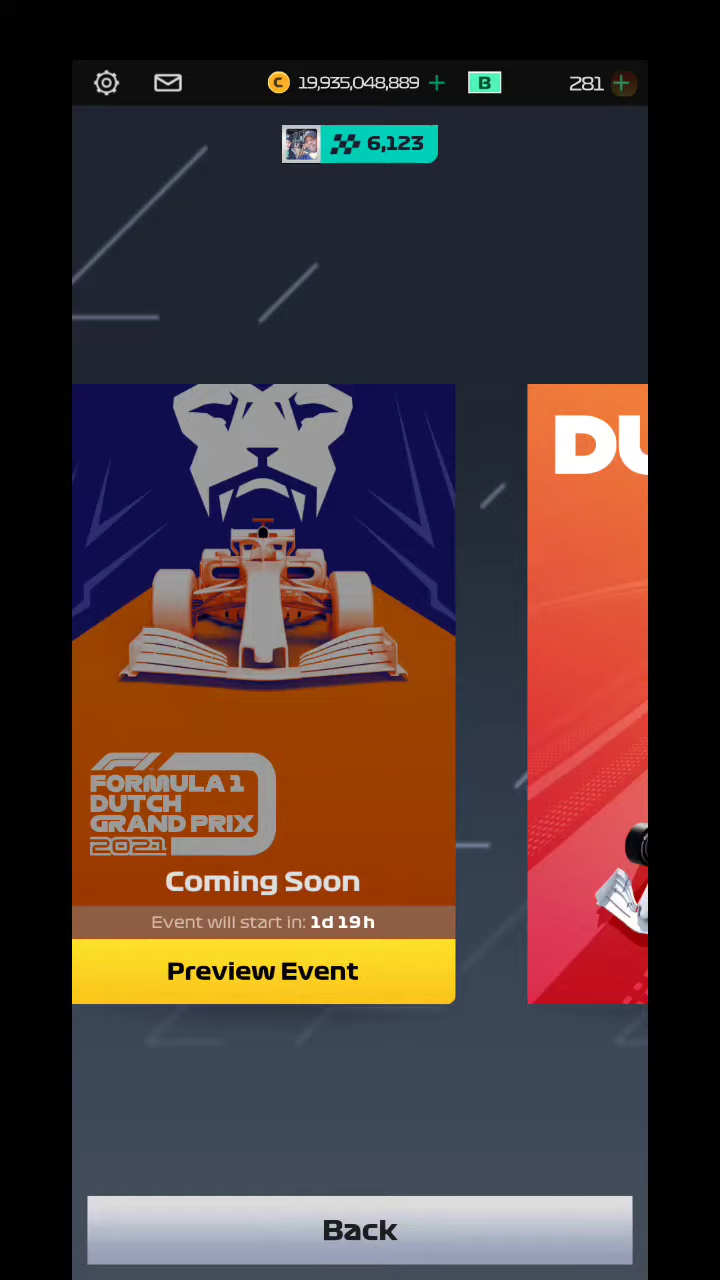 C 19,935,048,889 + B 281 +
6,123
DU
FORMULA 1
DUTCH
GRAND PRIX
2021
Coming Soon
Event will start in: 1d 19h
Preview Event
Back